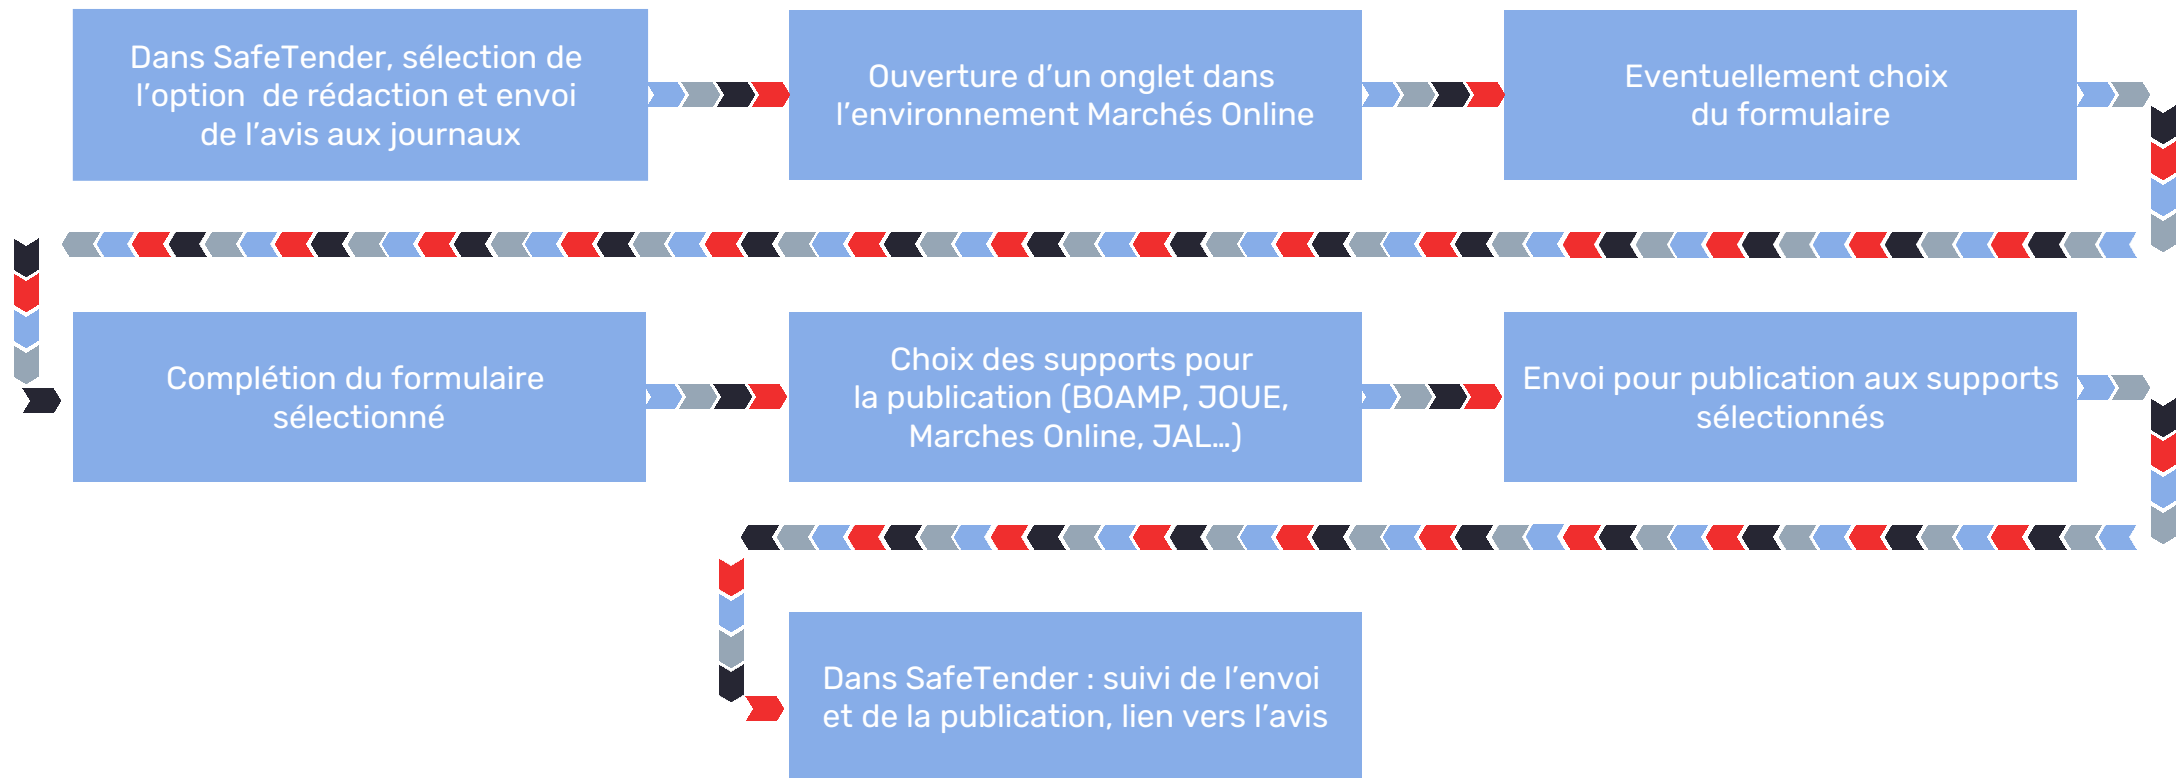 Dans SafeTender, sélection de
l'option de rédaction et envoi
de l'avis aux journaux
Ouverture d'un onglet dans
l'environnement Marchés Online
Eventuellement choix
du formulaire
Complétion du formulaire
sélectionné
Choix des supports pour
la publication (BOAMP, JOUE,
Marches Online, JAL...)
Envoi pour publication aux supports
sélectionnés
Dans SafeTender : suivi de l'envoi
et de la publication, lien vers l'avis